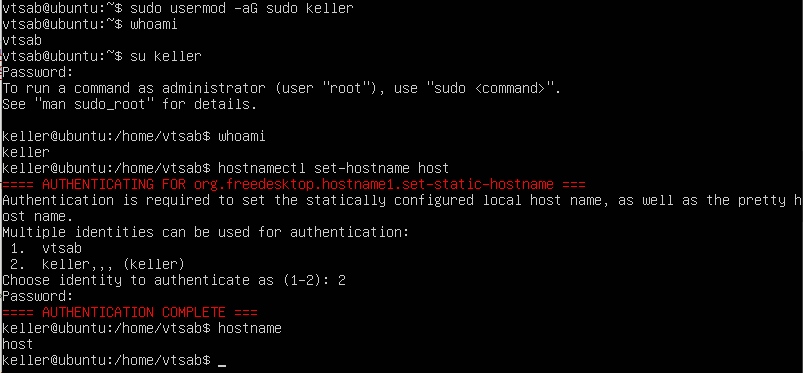 vtsab@ubuntu:~$ sudo usermod -aG sudo keller
vtsab@ubuntu:~$ whoami
vtsab
vtsab@ubuntu:~$ su keller
Password:
To run a command as administrator (user "root"), use "sudo <command>".
See "man sudo_root" for details.
keller@ubuntu:/home/vtsab$ whoami
keller
keller@ubuntu:/home/vtsab$ hostnamectl set-hostname host
==== AUTHENTICATING FOR org.freedesktop.hostname1.set-static-hostname ===
Authentication is required to set the statically configured local host name, as well as the pretty h
ost name.
Multiple identities can be used for authentication:
 1.  vtsab
 2.  keller,,, (keller)
Choose identity to authenticate as (1-2): 2
Password:
==== AUTHENTICATION COMPLETE ===
keller@ubuntu:/home/vtsab$ hostname
host
keller@ubuntu:/home/vtsab$ _